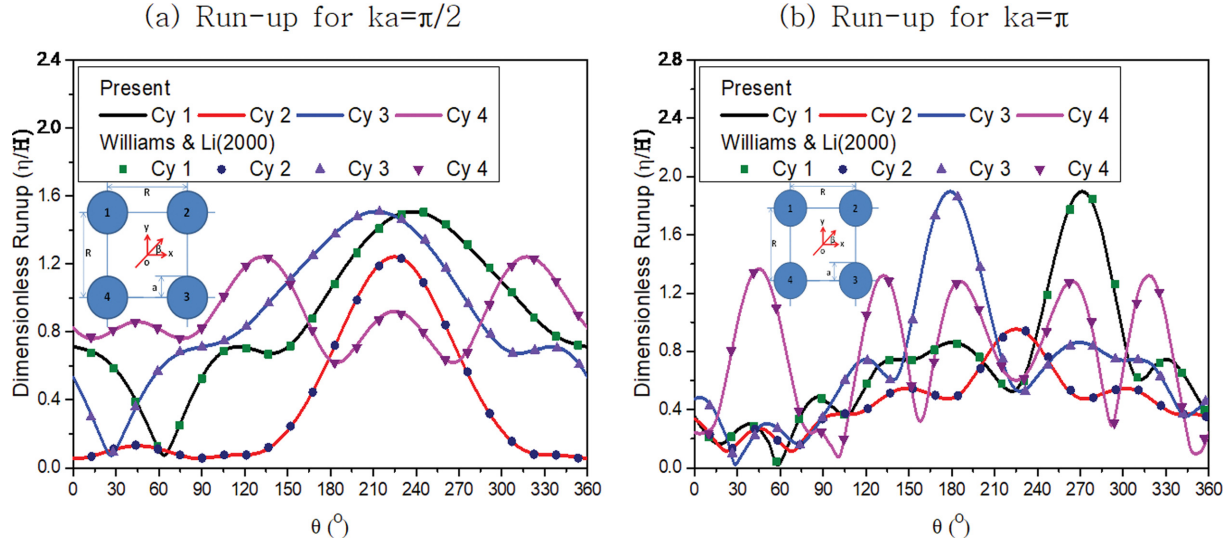 (a) Run-up for ka=π/2
2.4
2.0
1.6
1.2
0.8
0.4
0.0
Dimensionless Runup (η/H)
Present
Cy 1 Cy 2 Cy 3 Cy 4
Williams & Li(2000)
Cy 1 Cy 2 Cy 3 Cy 4
R
1 2
y
R β
x
o
a
4 3
0 30 60 90 120 150 180 210 240 270 300 330 360
θ (°)
(b) Run-up for ka=π
2.8
2.4
2.0
1.6
1.2
0.8
0.4
0.0
Dimensionless Runup (η/H)
Present
Cy 1 Cy 2 Cy 3 Cy 4
Williams & Li(2000)
Cy 1 Cy 2 Cy 3 Cy 4
R
1 2
y
R β
x
o
a
4 3
0 30 60 90 120 150 180 210 240 270 300 330 360
θ (°)